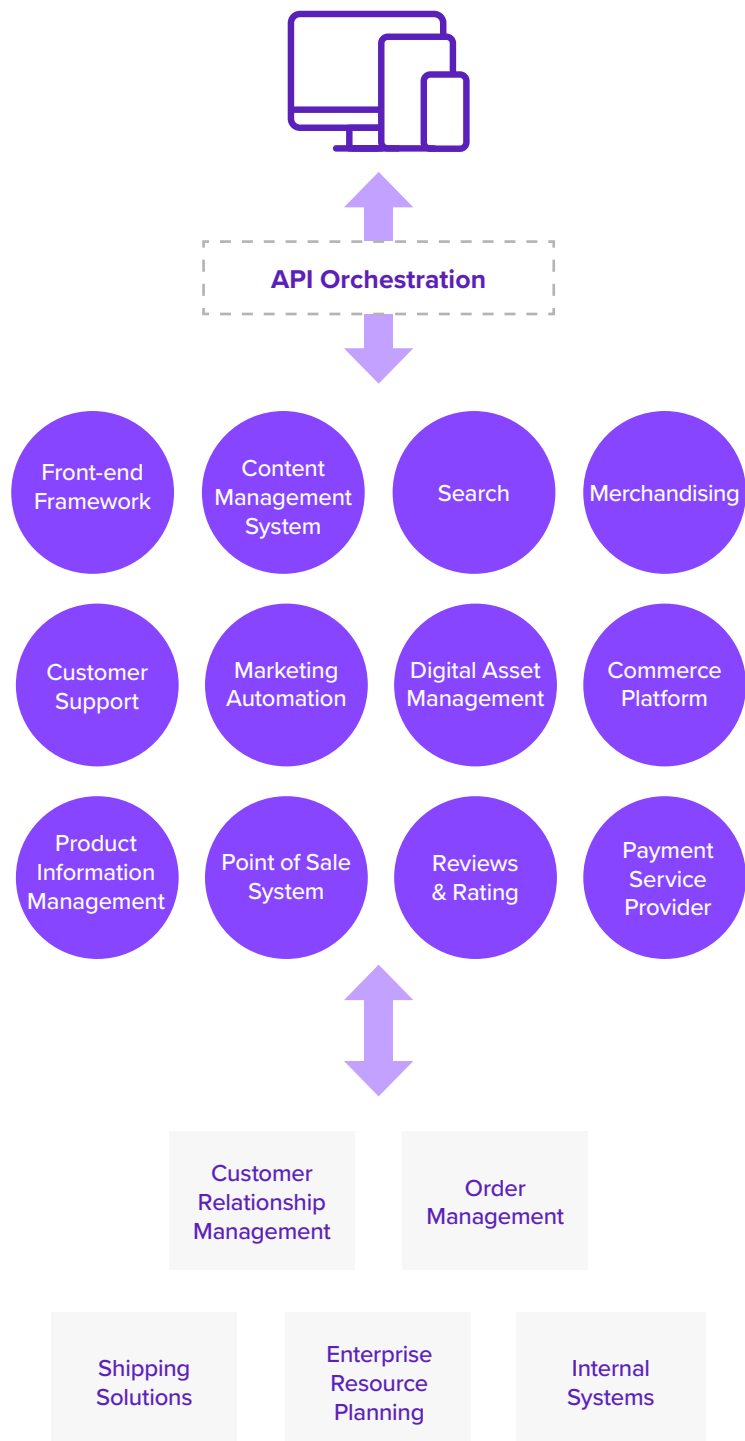 API Orchestration
Front-end
Framework
Content
Management
System
Search
Merchandising
Customer
Support
Marketing
Automation
Digital Asset
Management
Commerce
Platform
Product
Information
Management
Point of Sale
System
Reviews
& Rating
Payment
Service
Provider
Customer
Relationship
Management
Order
Management
Shipping
Solutions
Enterprise
Resource
Planning
Internal
Systems